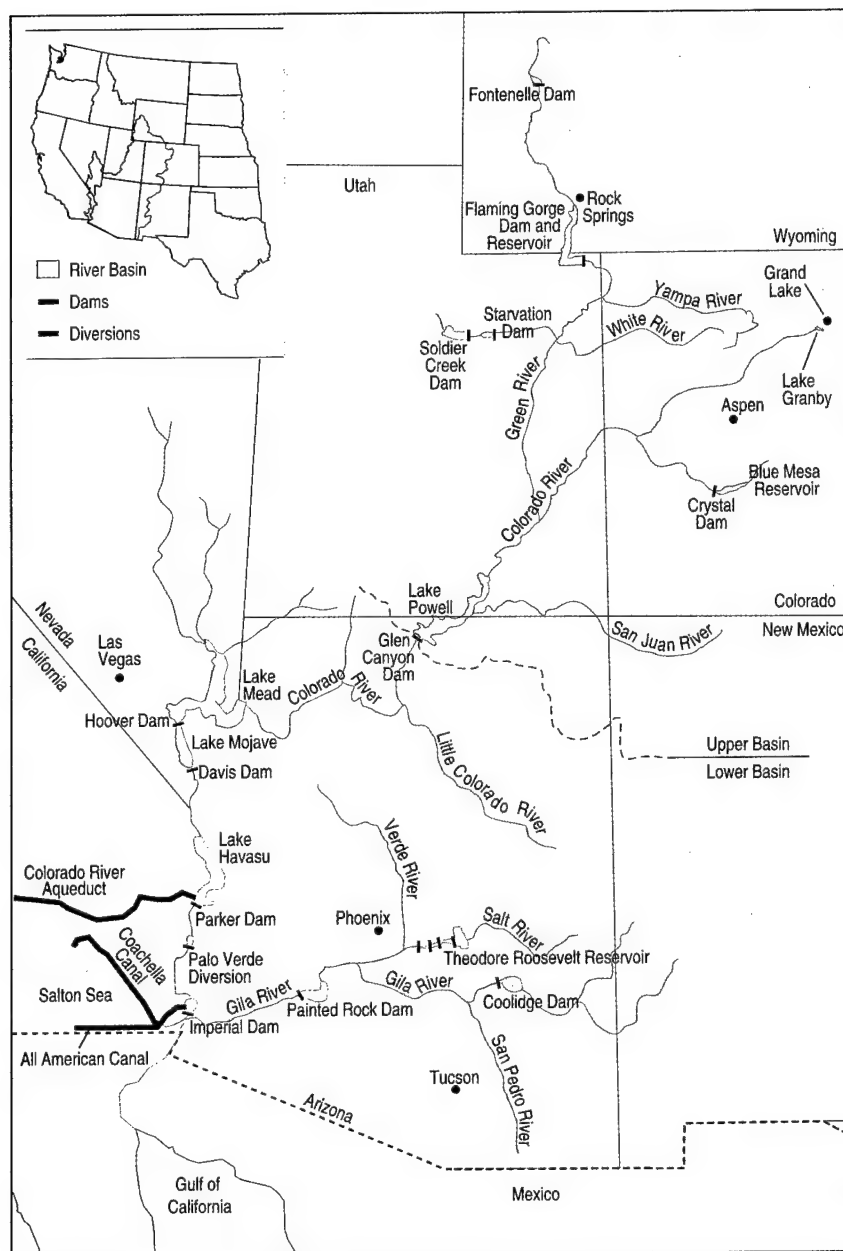 Fontenelle Dam
Utah
Rock
Springs
Flaming Gorge
Dam and
Reservoir
Wyoming
River Basin
Dams
Diversions
Grand
Lake
Yampa River
Starvation
Dam
White River
Soldier
Creek
Dam
Green River
Lake
Granby
Aspen
Colorado River
Blue Mesa
Reservoir
Crystal
Dam
Lake
Powell
Colorado
New Mexico
San Juan River
Nevada
California
Las
Vegas
Glen
Canyon
Dam
Lake
Mead
Colorado
River
Hoover Dam
Lake Mojave
Davis Dam
Little Colorado River
Upper Basin
Lower Basin
Verde River
Lake
Havasu
Colorado River
Aqueduct
Parker Dam
Phoenix
Salt River
Theodore Roosevelt Reservoir
Coachella
Canal
Palo Verde
Diversion
Salton Sea
Gila River
Gila River
Painted Rock Dam
Coolidge Dam
Imperial Dam
All American Canal
San Pedro River
Tucson
Arizona
Gulf of
California
Mexico